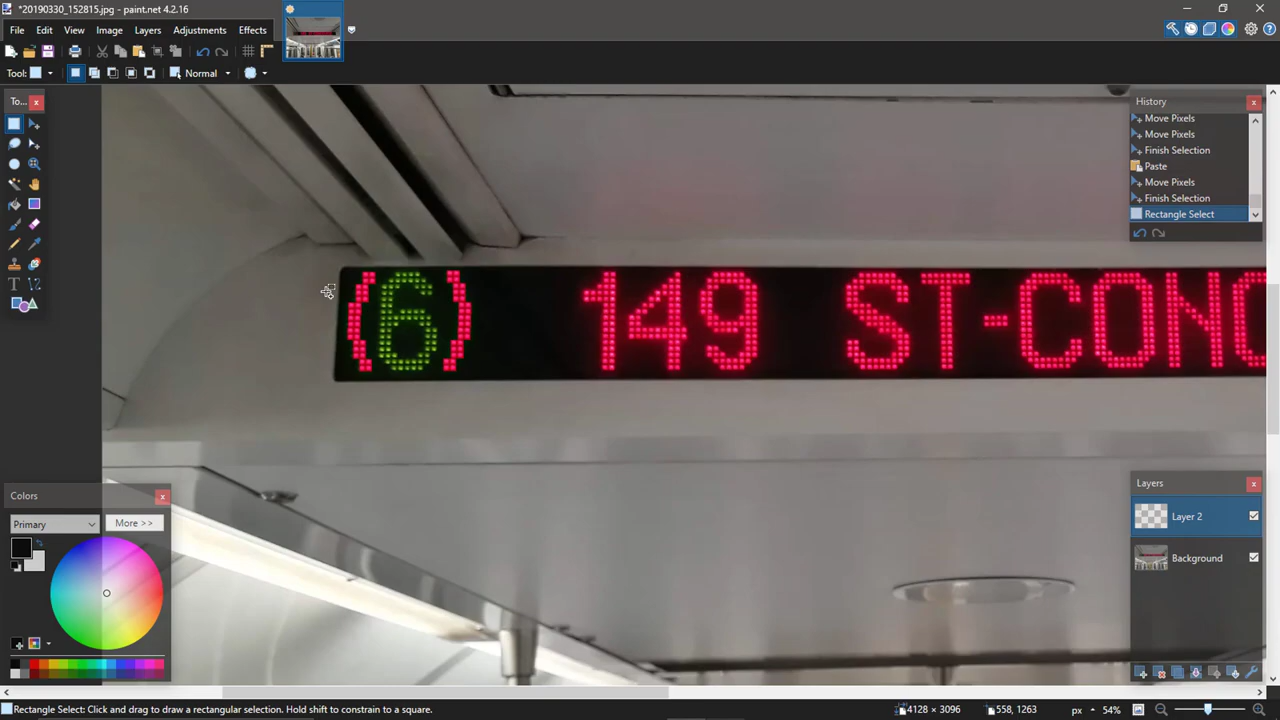 *20190330_152815.jpg - paint.net 4.2.16
File Edit View Image Layers Adjustments Effects
Tool: Normal
To... x
History x
Move Pixels
Move Pixels
Finish Selection
Paste
Move Pixels
Finish Selection
Rectangle Select
(6) 149 ST-CONC
Colors x
Primary More >>
Layers x
Layer 2
Background
Rectangle Select: Click and drag to draw a rectangular selection. Hold shift to constrain to a square. 4128 × 3096 558, 1263 px 54%